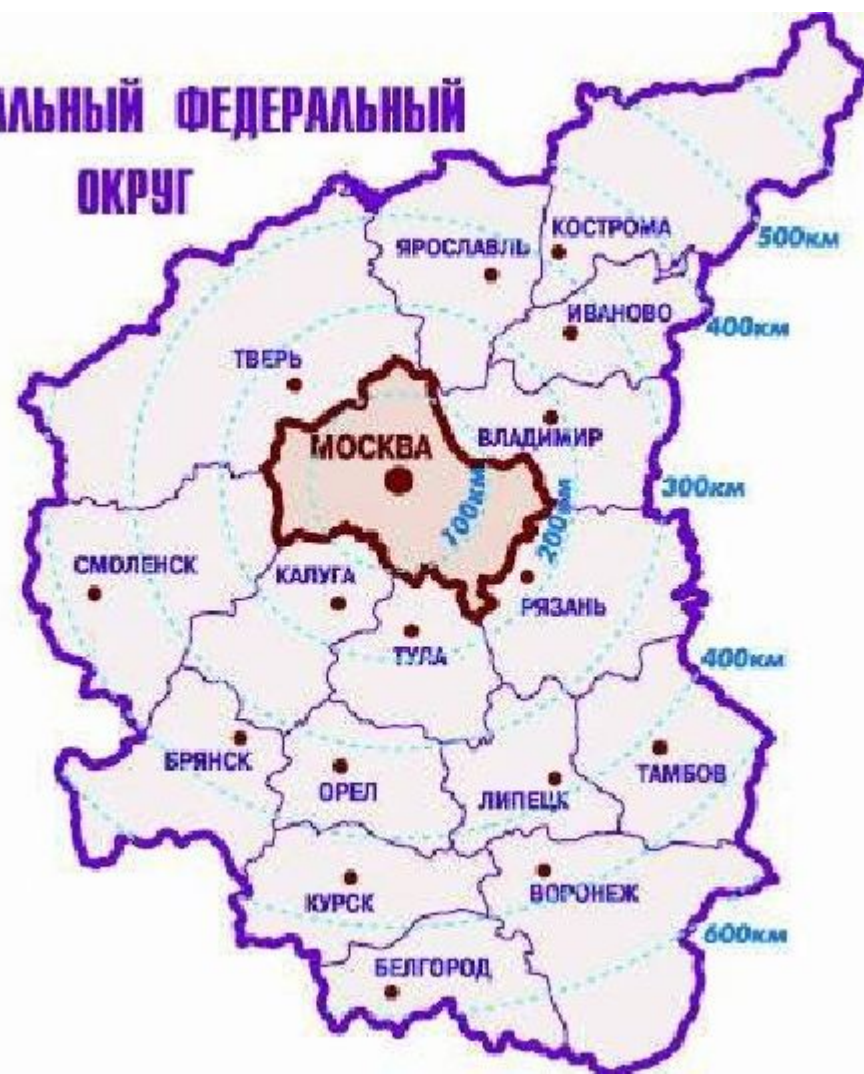 АЛЬНЫЙ ФЕДЕРАЛЬНЫЙ
ОКРУГ
КОСТРОМА
500км
ЯРОСЛАВЛЬ
ИВАНОВО
400км
ТВЕРЬ
МОСКВА
ВЛАДИМИР
300км
100км
200км
СМОЛЕНСК
КАЛУГА
РЯЗАНЬ
ТУЛА
400км
БРЯНСК
ОРЕЛ
ЛИПЕЦК
ТАМБОВ
КУРСК
ВОРОНЕЖ
600км
БЕЛГОРОД